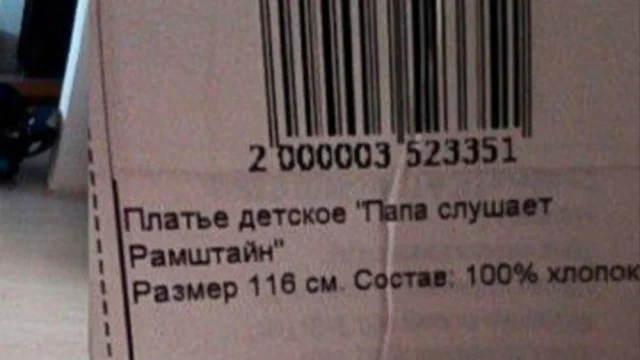 2 000003 523351
Платье детское "Папа слушает
Рамштайн"
Размер 116 см. Состав: 100% хлопок